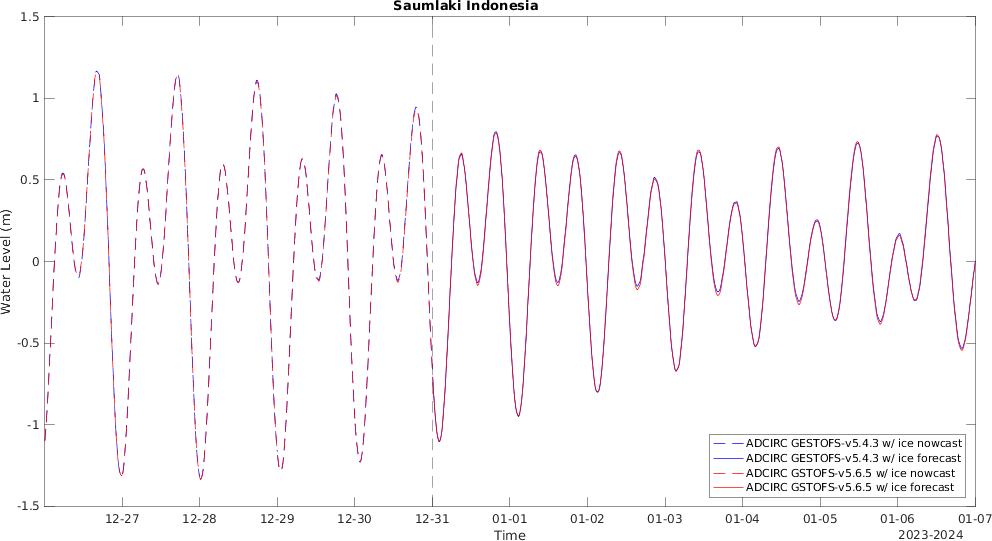 Saumlaki Indonesia
1.5
1
0.5
0
-0.5
-1
-1.5
Water Level (m)
ADCIRC GESTOFS-v5.4.3 w/ ice nowcast
ADCIRC GESTOFS-v5.4.3 w/ ice forecast
ADCIRC GSTOFS-v5.6.5 w/ ice nowcast
ADCIRC GSTOFS-v5.6.5 w/ ice forecast
12-27 12-28 12-29 12-30 12-31 01-01 01-02 01-03 01-04 01-05 01-06 01-07
Time
2023-2024